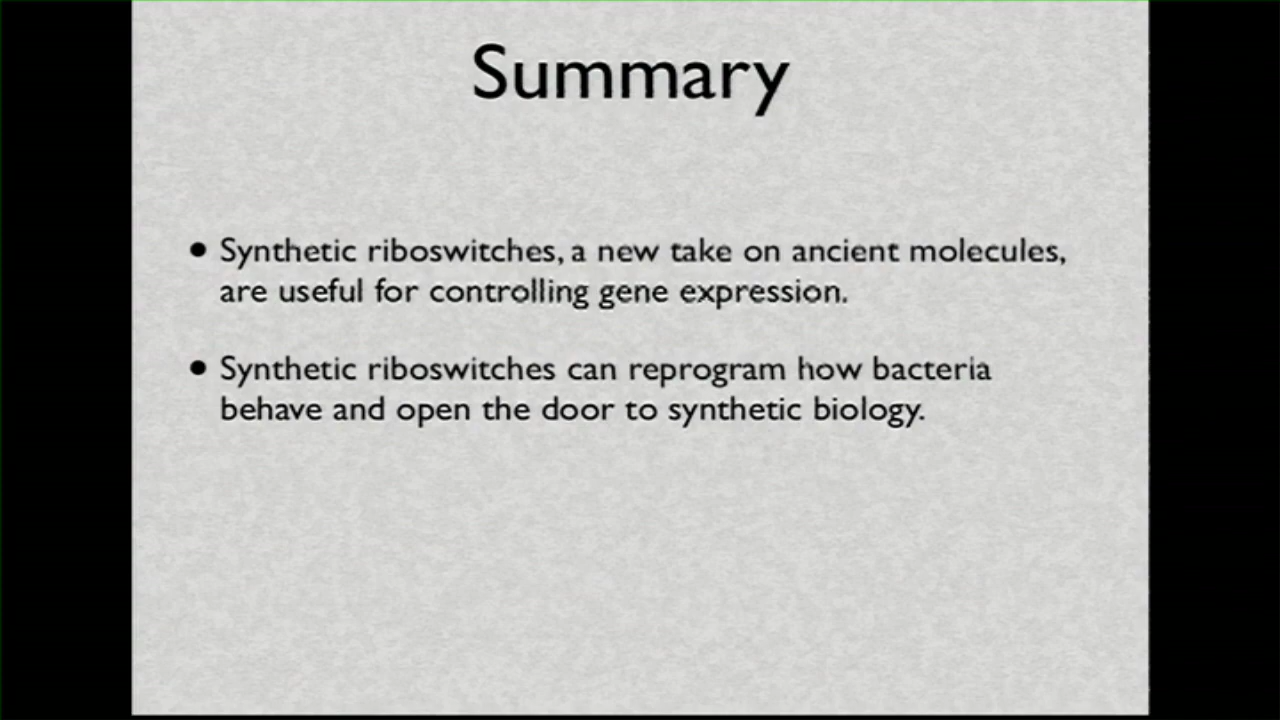 Summary
• Synthetic riboswitches, a new take on ancient molecules,
are useful for controlling gene expression.
• Synthetic riboswitches can reprogram how bacteria
behave and open the door to synthetic biology.